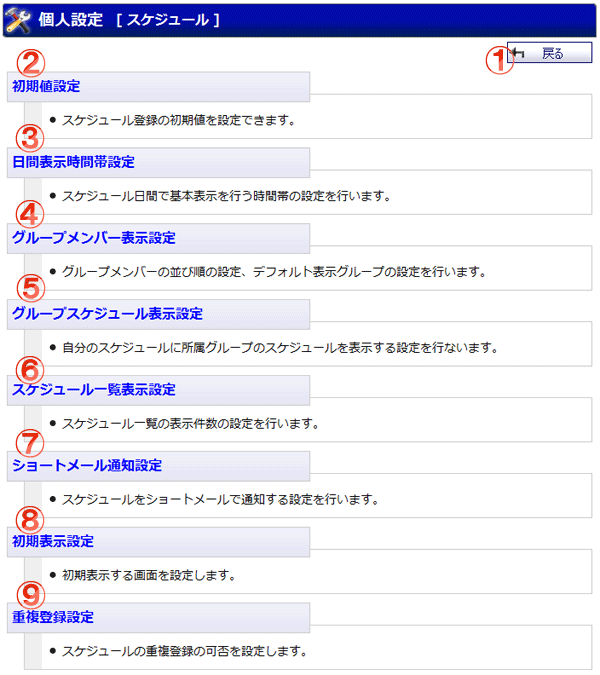 個人設定 [ スケジュール ]
① 戻る
②
初期値設定
● スケジュール登録の初期値を設定できます。
③
日間表示時間帯設定
● スケジュール日間で基本表示を行う時間帯の設定を行います。
④
グループメンバー表示設定
● グループメンバーの並び順の設定、デフォルト表示グループの設定を行います。
⑤
グループスケジュール表示設定
● 自分のスケジュールに所属グループのスケジュールを表示する設定を行ないます。
⑥
スケジュール一覧表示設定
● スケジュール一覧の表示件数の設定を行います。
⑦
ショートメール通知設定
● スケジュールをショートメールで通知する設定を行います。
⑧
初期表示設定
● 初期表示する画面を設定します。
⑨
重複登録設定
● スケジュールの重複登録の可否を設定します。